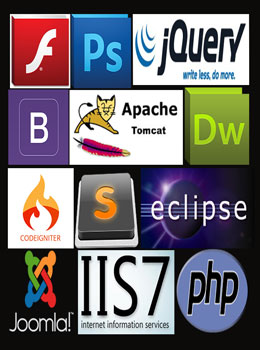 f
Ps
jQuery
write less, do more.
B
Apache
Tomcat
Dw
CODEIGNITER
S
eclipse
Joomla!
IIS7
internet information services
php